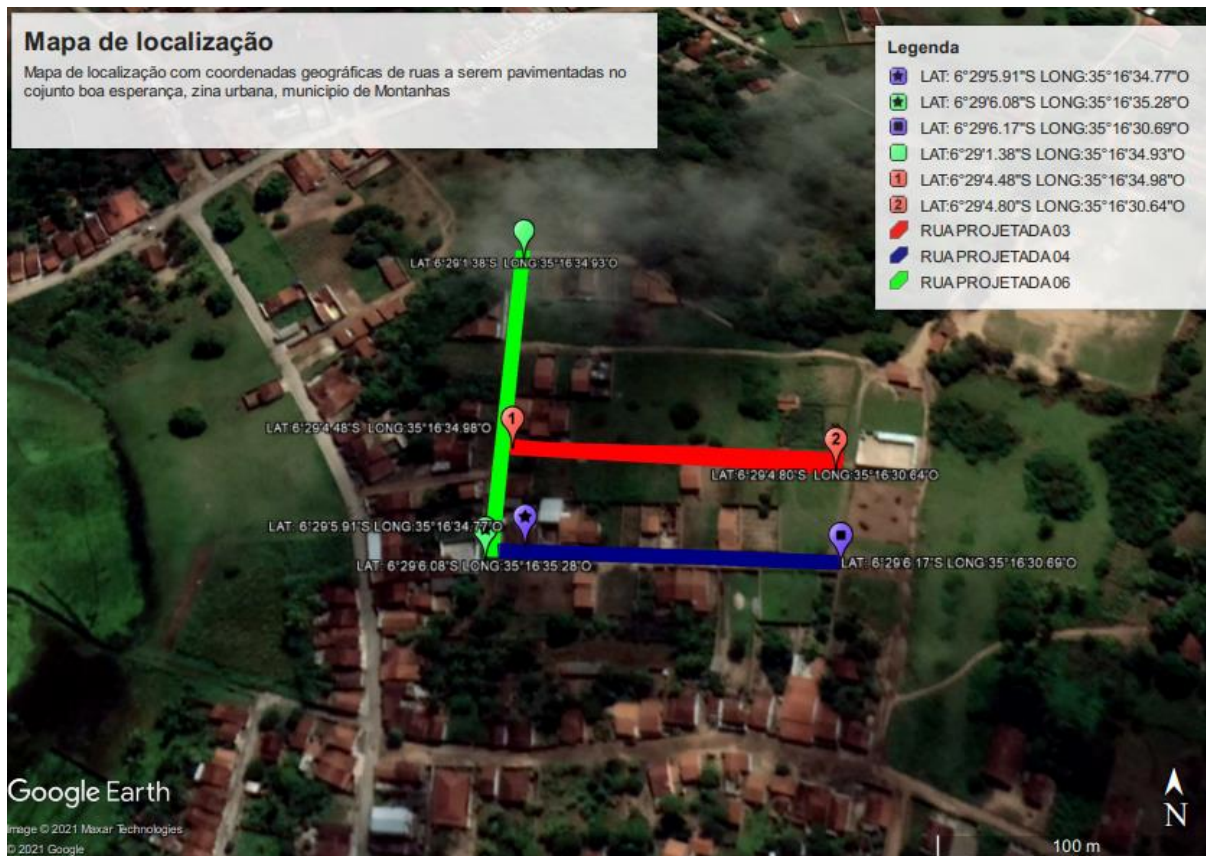 Mapa de localização
Mapa de localização com coordenadas geográficas de ruas a serem pavimentadas no
cojunto boa esperança, zina urbana, município de Montanhas
Legenda
LAT: 6°29'5.91"S LONG:35°16'34.77"O
LAT: 6°29'6.08"S LONG:35°16'35.28"O
LAT: 6°29'6.17"S LONG:35°16'30.69"O
LAT:6°29'1.38"S LONG:35°16'34.93"O
1 LAT:6°29'4.48"S LONG:35°16'34.98"O
2 LAT:6°29'4.80"S LONG:35°16'30.64"O
RUA PROJETADA 03
RUA PROJETADA 04
RUA PROJETADA 06
LAT:6°29'1.38"S LONG:35°16'34.93"O
1
LAT:6°29'4.48"S LONG:35°16'34.98"O
2
LAT:6°29'4.80"S LONG:35°16'30.64"O
LAT: 6°29'5.91"S LONG:35°16'34.77"O
LAT: 6°29'6.08"S LONG:35°16'35.28"O
LAT: 6°29'6.17"S LONG:35°16'30.69"O
Google Earth
Image © 2021 Maxar Technologies
© 2021 Google
N
100 m